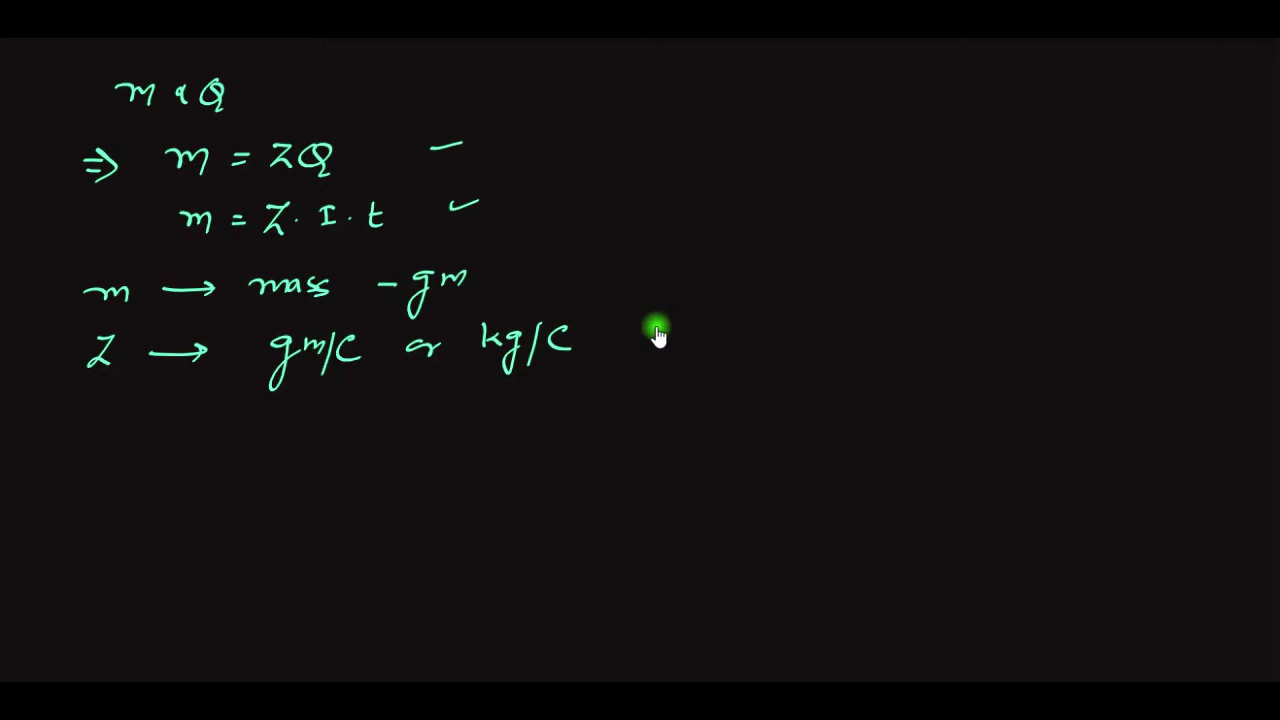 m ∝ Q
⇒ m = ZQ –
m = Z · I · t ✓
m → mass - gm
Z → gm/C or kg/C